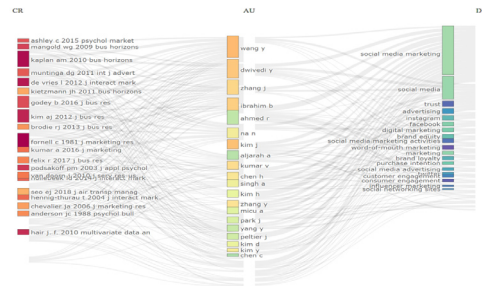 CR
AU
D
ashley c 2015 psychol market
mangold wg 2009 bus horizons
kaplan am 2010 bus horizons
muntinga dg 2011 int j advert
de vries l 2012 j interact mark
kietzmann jh 2011 bus horizons
godey b 2016 j bus res
kim aj 2012 j bus res
brodie rj 2013 j bus res
fornell c 1981 j marketing res
kumar a 2016 j marketing
felix r 2017 j bus res
podsakoff pm 2003 j appl psychol
seo ej 2018 j air transp manag
hennig-thurau t 2004 j interact mark
chevalier ja 2006 j marketing res
anderson jc 1988 psychol bull
hair j. f. 2010 multivariate data an
wang y
dwivedi y
zhang j
ibrahim b
ahmed r
na n
kim j
aljarah a
kumar v
chen h
singh a
kim h
zhang y
micu a
park j
yang y
peltier j
kim d
kim y
chen c
social media marketing
social media
trust
advertising
instagram
facebook
digital marketing
brand equity
social media marketing activities
word-of-mouth marketing
marketing
brand loyalty
purchase intention
social media advertising
twitter
customer engagement
consumer engagement
influencer marketing
social networking sites